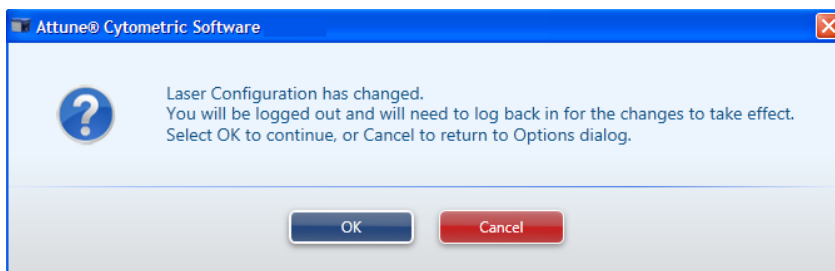 Attune® Cytometric Software
Laser Configuration has changed.
You will be logged out and will need to log back in for the changes to take effect.
Select OK to continue, or Cancel to return to Options dialog.
OK
Cancel